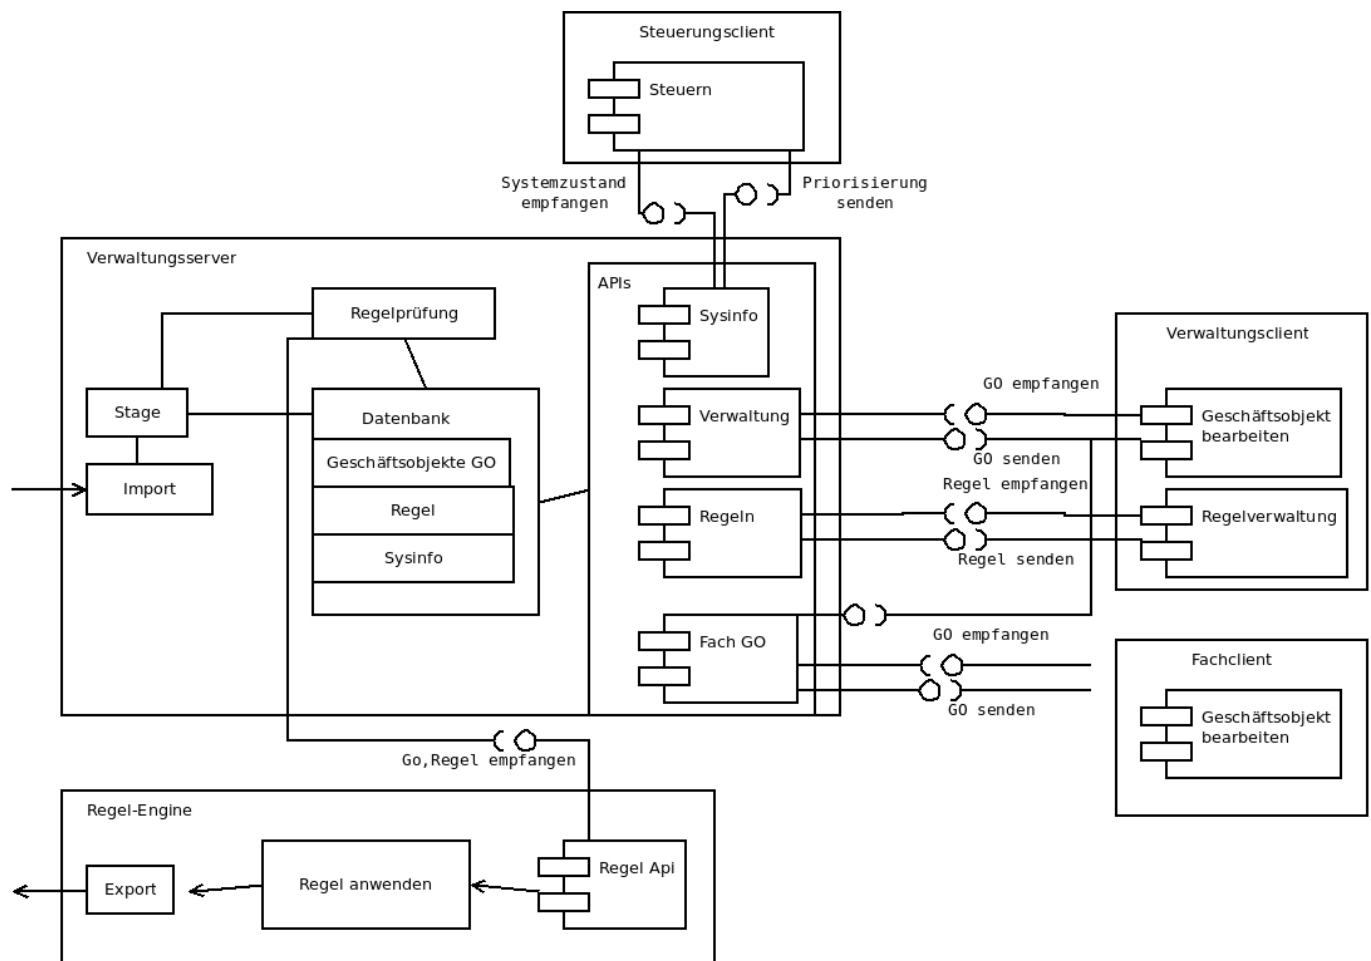 Steuerungsclient
Steuern
Systemzustand
empfangen
Priorisierung
senden
Verwaltungsserver
APIs
Regelprüfung
Sysinfo
Stage
Datenbank
Geschäftsobjekte GO
Import
Regel
Sysinfo
Verwaltung
Regeln
Fach GO
Verwaltungsclient
GO empfangen
Geschäftsobjekt
bearbeiten
GO senden
Regel empfangen
Regelverwaltung
Regel senden
GO empfangen
GO senden
Fachclient
Geschäftsobjekt
bearbeiten
Go,Regel empfangen
Regel-Engine
Export
Regel anwenden
Regel Api